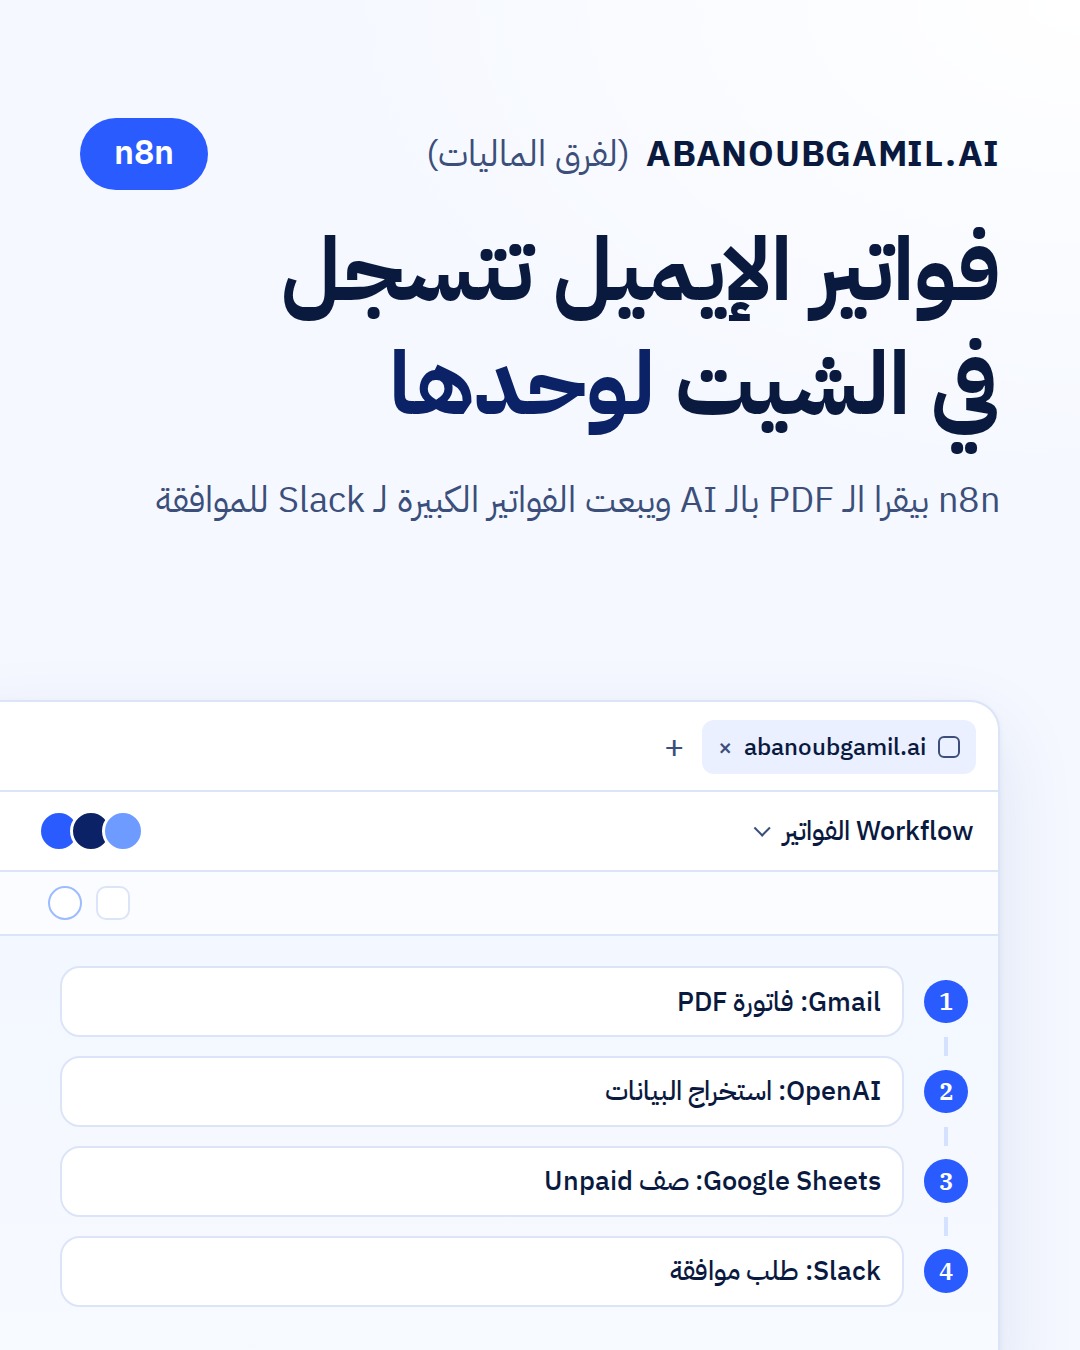 ABANOUBGAMIL.AI (لفرق الماليات)
n8n
فواتير الإيميل تتسجل
في الشيت لوحدها
n8n بيقرا الـ PDF بالـ AI ويبعت الفواتير الكبيرة لـ Slack للموافقة
abanoubgamil.ai × +
Workflow الفواتير
1 Gmail: فاتورة PDF
2 OpenAI: استخراج البيانات
3 Google Sheets: صف Unpaid
4 Slack: طلب موافقة